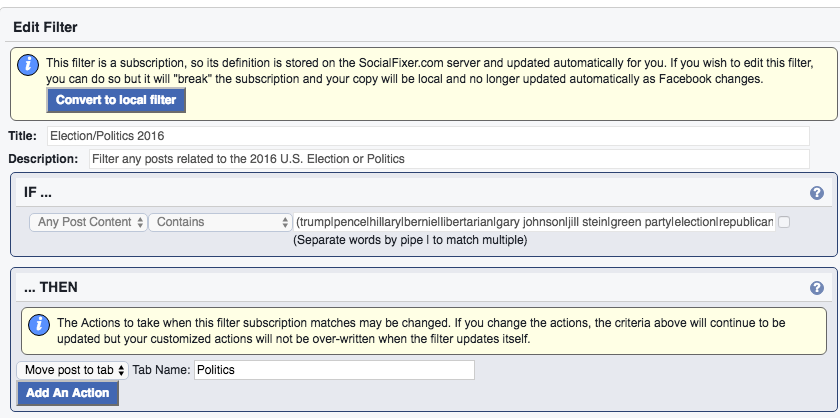 Edit Filter
This filter is a subscription, so its definition is stored on the SocialFixer.com server and updated automatically for you. If you wish to edit this filter,
you can do so but it will "break" the subscription and your copy will be local and no longer updated automatically as Facebook changes.
Convert to local filter
Title: Election/Politics 2016
Description: Filter any posts related to the 2016 U.S. Election or Politics
IF ... ?
Any Post Content Contains (trump|pence|hillary|bernie|libertarian|gary johnson|jill stein|green party|election|republican
(Separate words by pipe | to match multiple)
... THEN ?
The Actions to take when this filter subscription matches may be changed. If you change the actions, the criteria above will continue to be
updated but your customized actions will not be over-written when the filter updates itself.
Move post to tab Tab Name: Politics
Add An Action